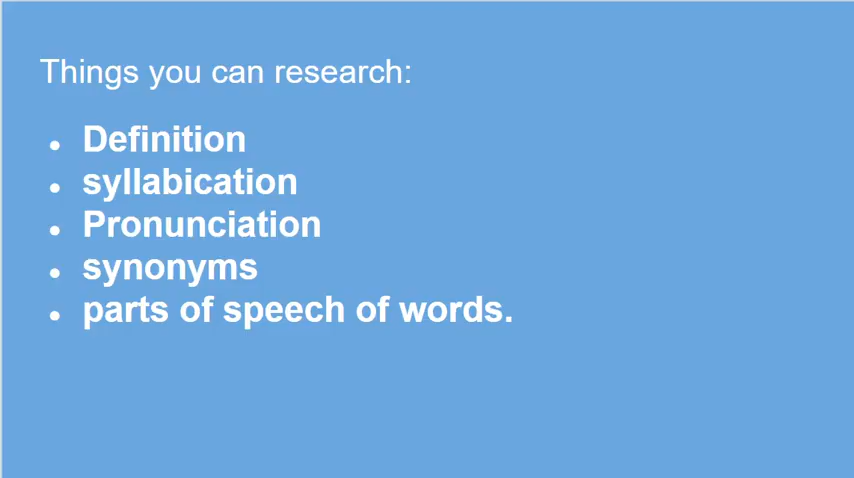 Things you can research:
• Definition
• syllabication
• Pronunciation
• synonyms
• parts of speech of words.